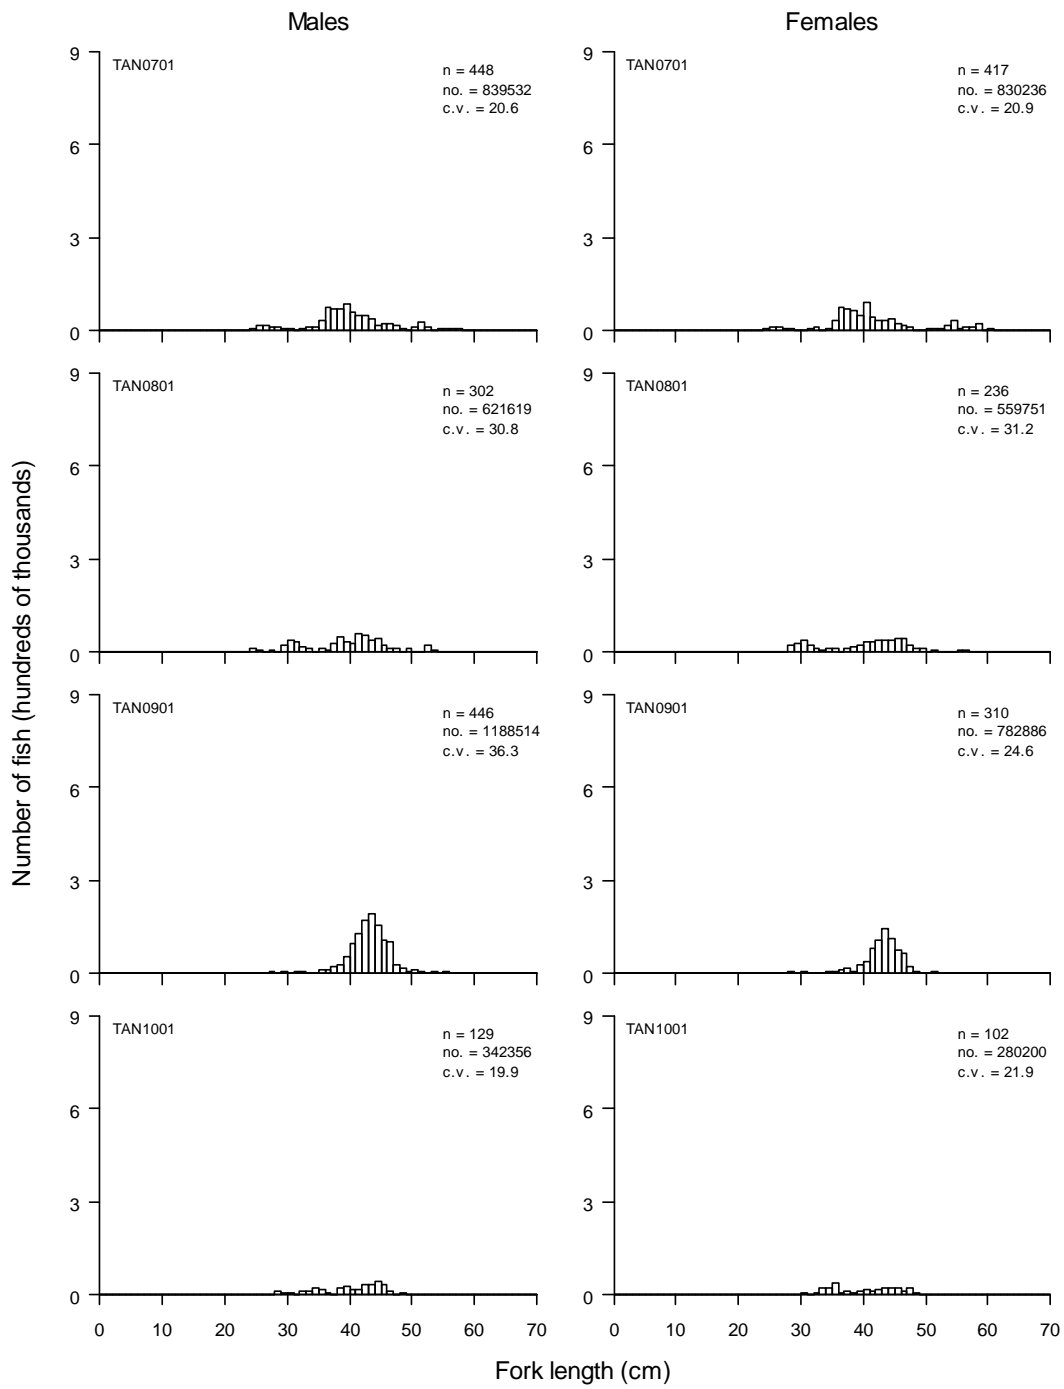 Males
Females
9
6
3
0
TAN0701
n = 448
no. = 839532
c.v. = 20.6
9
6
3
0
TAN0701
n = 417
no. = 830236
c.v. = 20.9
9
6
3
0
TAN0801
n = 302
no. = 621619
c.v. = 30.8
0 10 20 30 40 50 60 70
9
6
3
0
TAN0801
n = 236
no. = 559751
c.v. = 31.2
0 10 20 30 40 50 60 70
Number of fish (hundreds of thousands)
9
6
3
0
TAN0901
n = 446
no. = 1188514
c.v. = 36.3
9
6
3
0
TAN0901
n = 310
no. = 782886
c.v. = 24.6
9
6
3
0
TAN1001
n = 129
no. = 342356
c.v. = 19.9
9
6
3
0
TAN1001
n = 102
no. = 280200
c.v. = 21.9
Fork length (cm)